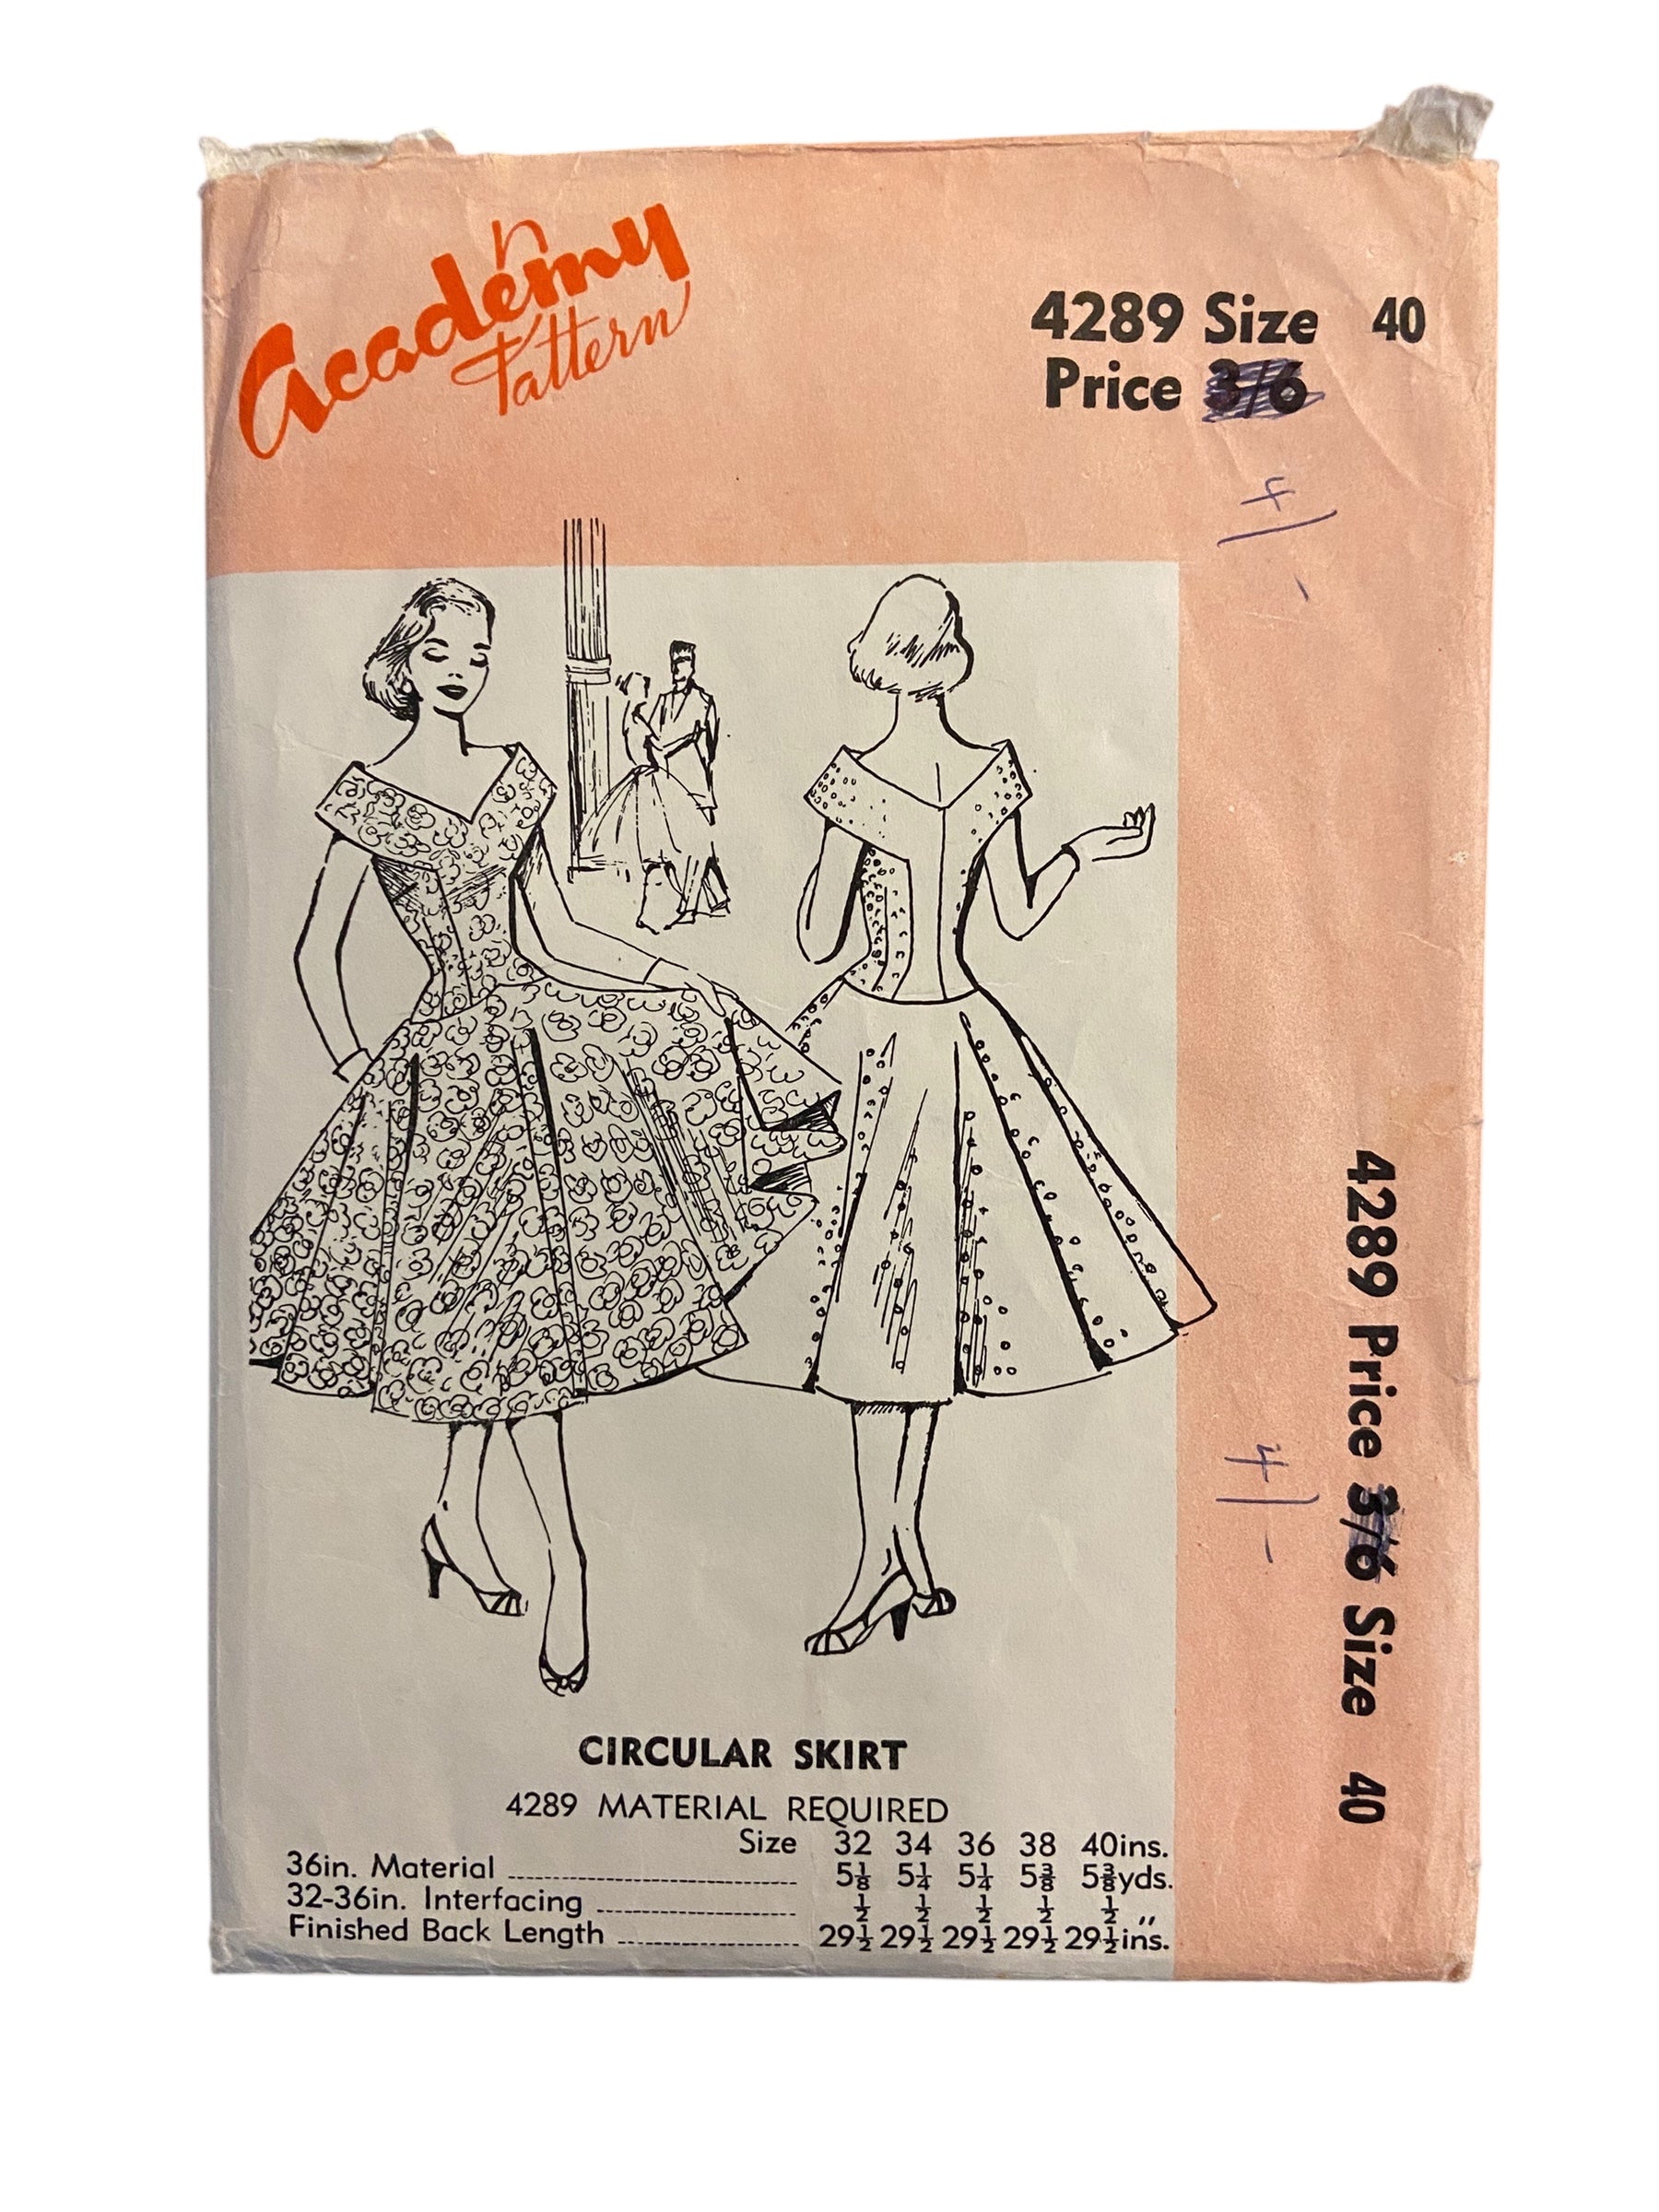 Academy
Pattern
4289 Size 40
Price 3/6
4/-
4289 Price 3/6 Size 40
4/-
CIRCULAR SKIRT
4289 MATERIAL REQUIRED
Size 32 34 36 38 40ins.
36in. Material 5⅛ 5¼ 5¼ 5⅜ 5⅜yds.
32-36in. Interfacing ½ ½ ½ ½ ½ ,,
Finished Back Length 29½ 29½ 29½ 29½ 29½ins.